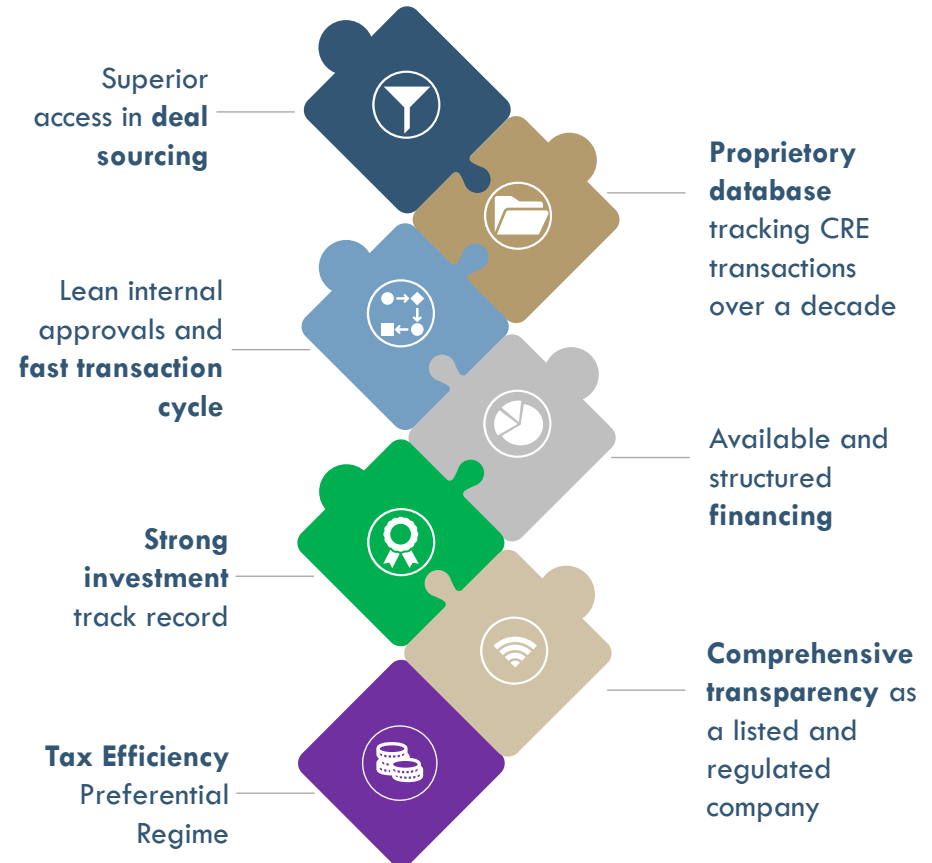 Superior
access in deal
sourcing
Proprietory
database
tracking CRE
transactions
over a decade
Lean internal
approvals and
fast transaction
cycle
Available and
structured
financing
Strong
investment
track record
Comprehensive
transparency as
a listed and
regulated
company
Tax Efficiency
Preferential
Regime